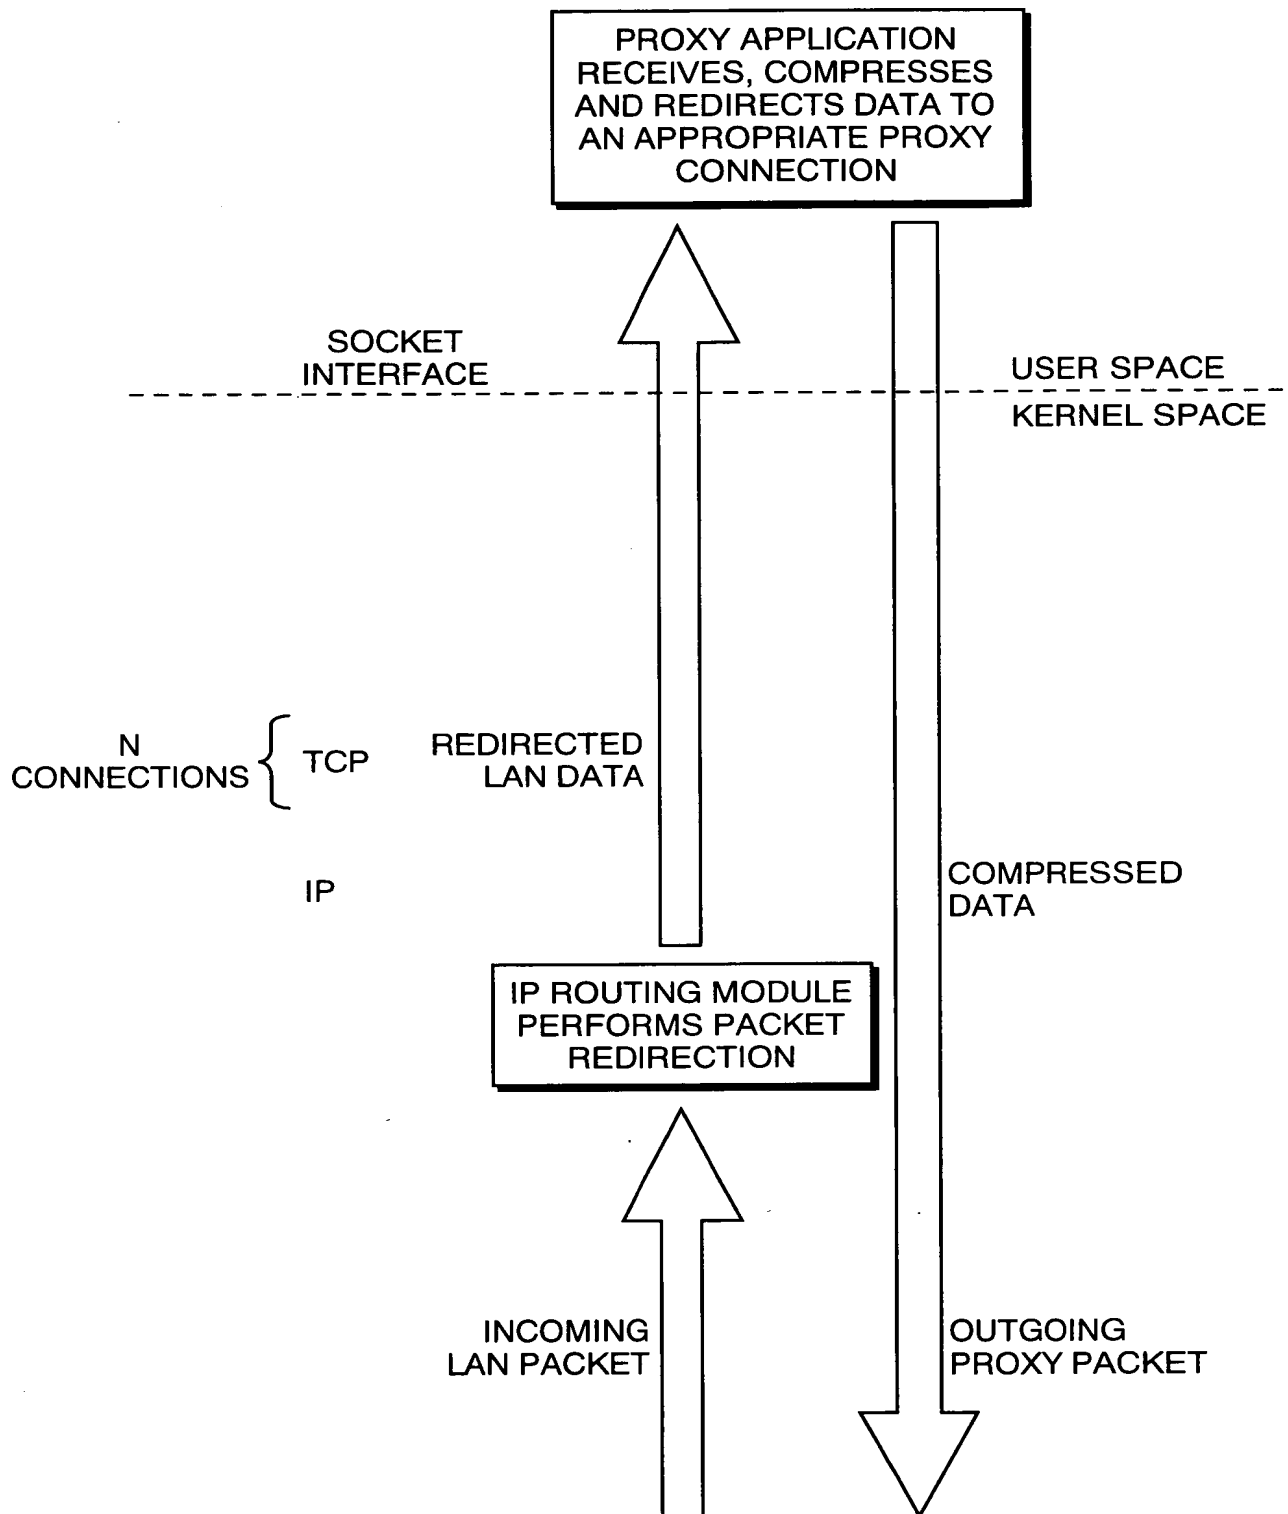 PROXY APPLICATION
RECEIVES, COMPRESSES
AND REDIRECTS DATA TO
AN APPROPRIATE PROXY
CONNECTION
SOCKET
INTERFACE
USER SPACE
KERNEL SPACE
N
CONNECTIONS
TCP
REDIRECTED
LAN DATA
IP
COMPRESSED
DATA
IP ROUTING MODULE
PERFORMS PACKET
REDIRECTION
INCOMING
LAN PACKET
OUTGOING
PROXY PACKET